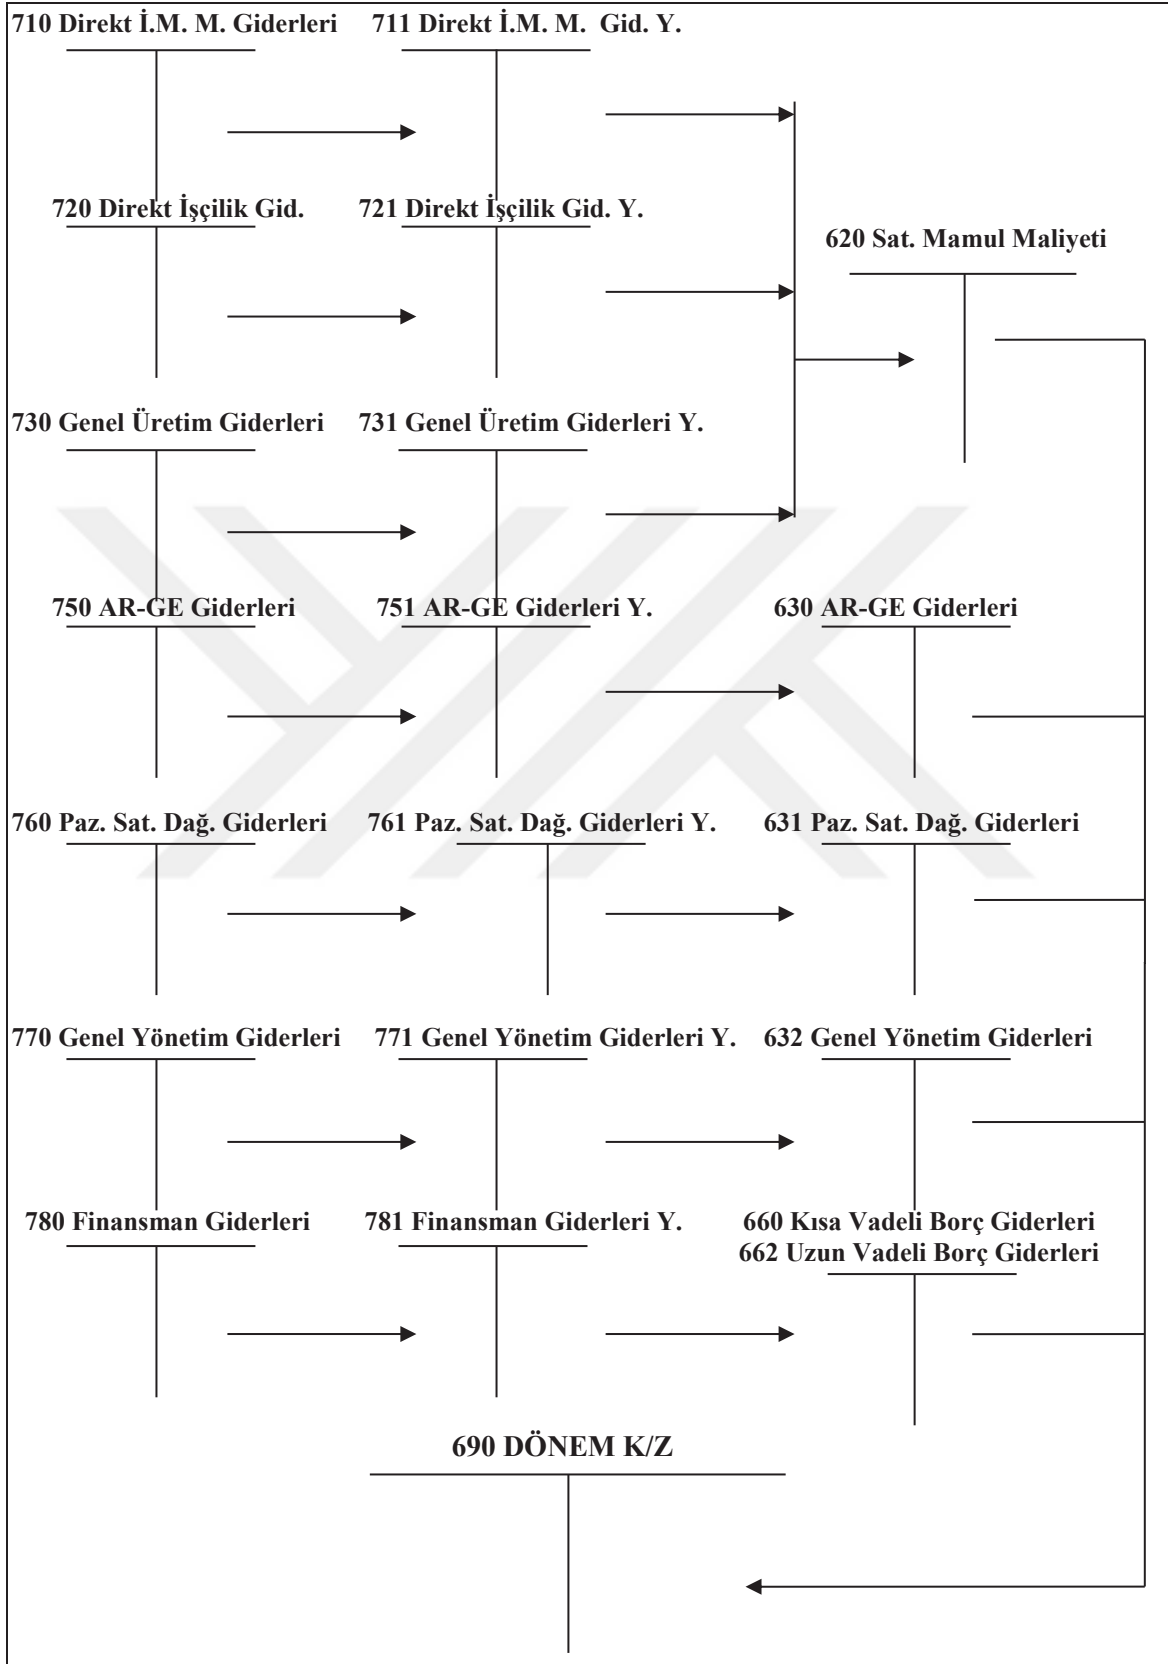 710 Direkt İ.M. M. Giderleri 711 Direkt İ.M. M. Gid. Y.
720 Direkt İşçilik Gid. 721 Direkt İşçilik Gid. Y.
620 Sat. Mamul Maliyeti
730 Genel Üretim Giderleri 731 Genel Üretim Giderleri Y.
750 AR-GE Giderleri 751 AR-GE Giderleri Y. 630 AR-GE Giderleri
760 Paz. Sat. Dağ. Giderleri 761 Paz. Sat. Dağ. Giderleri Y. 631 Paz. Sat. Dağ. Giderleri
770 Genel Yönetim Giderleri 771 Genel Yönetim Giderleri Y. 632 Genel Yönetim Giderleri
780 Finansman Giderleri 781 Finansman Giderleri Y. 660 Kısa Vadeli Borç Giderleri
662 Uzun Vadeli Borç Giderleri
690 DÖNEM K/Z